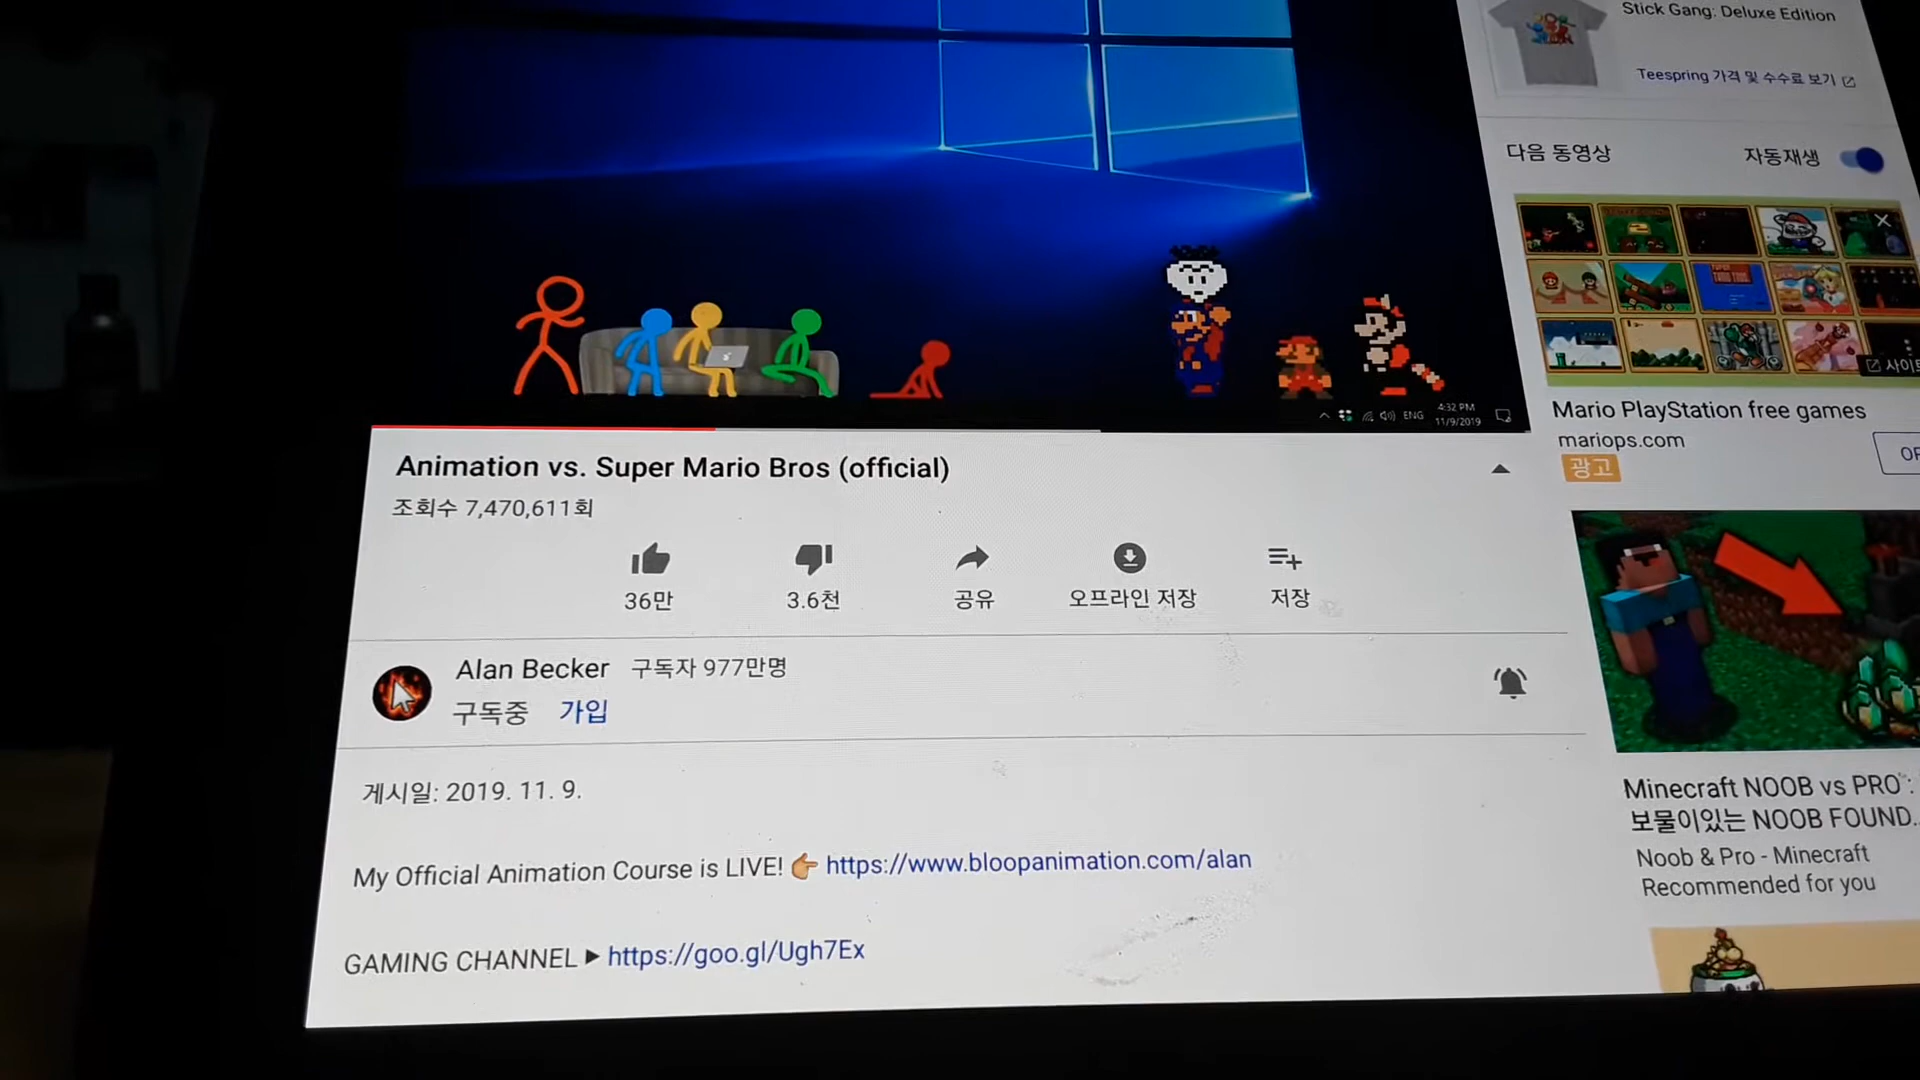 Stick Gang: Deluxe Edition
Teespring 가격 및 수수료 보기
다음 동영상
자동재생
ENG
4:32 PM
11/9/2019
Animation vs. Super Mario Bros (official)
조회수 7,470,611회
36만
3.6천
공유
오프라인 저장
저장
Alan Becker 구독자 977만명
구독중 가입
게시일: 2019. 11. 9.
My Official Animation Course is LIVE! 👉 https://www.bloopanimation.com/alan
GAMING CHANNEL ▶ https://goo.gl/Ugh7Ex
Mario PlayStation free games
mariops.com
광고
Minecraft NOOB vs PRO :
보물이있는 NOOB FOUND...
Noob & Pro - Minecraft
Recommended for you